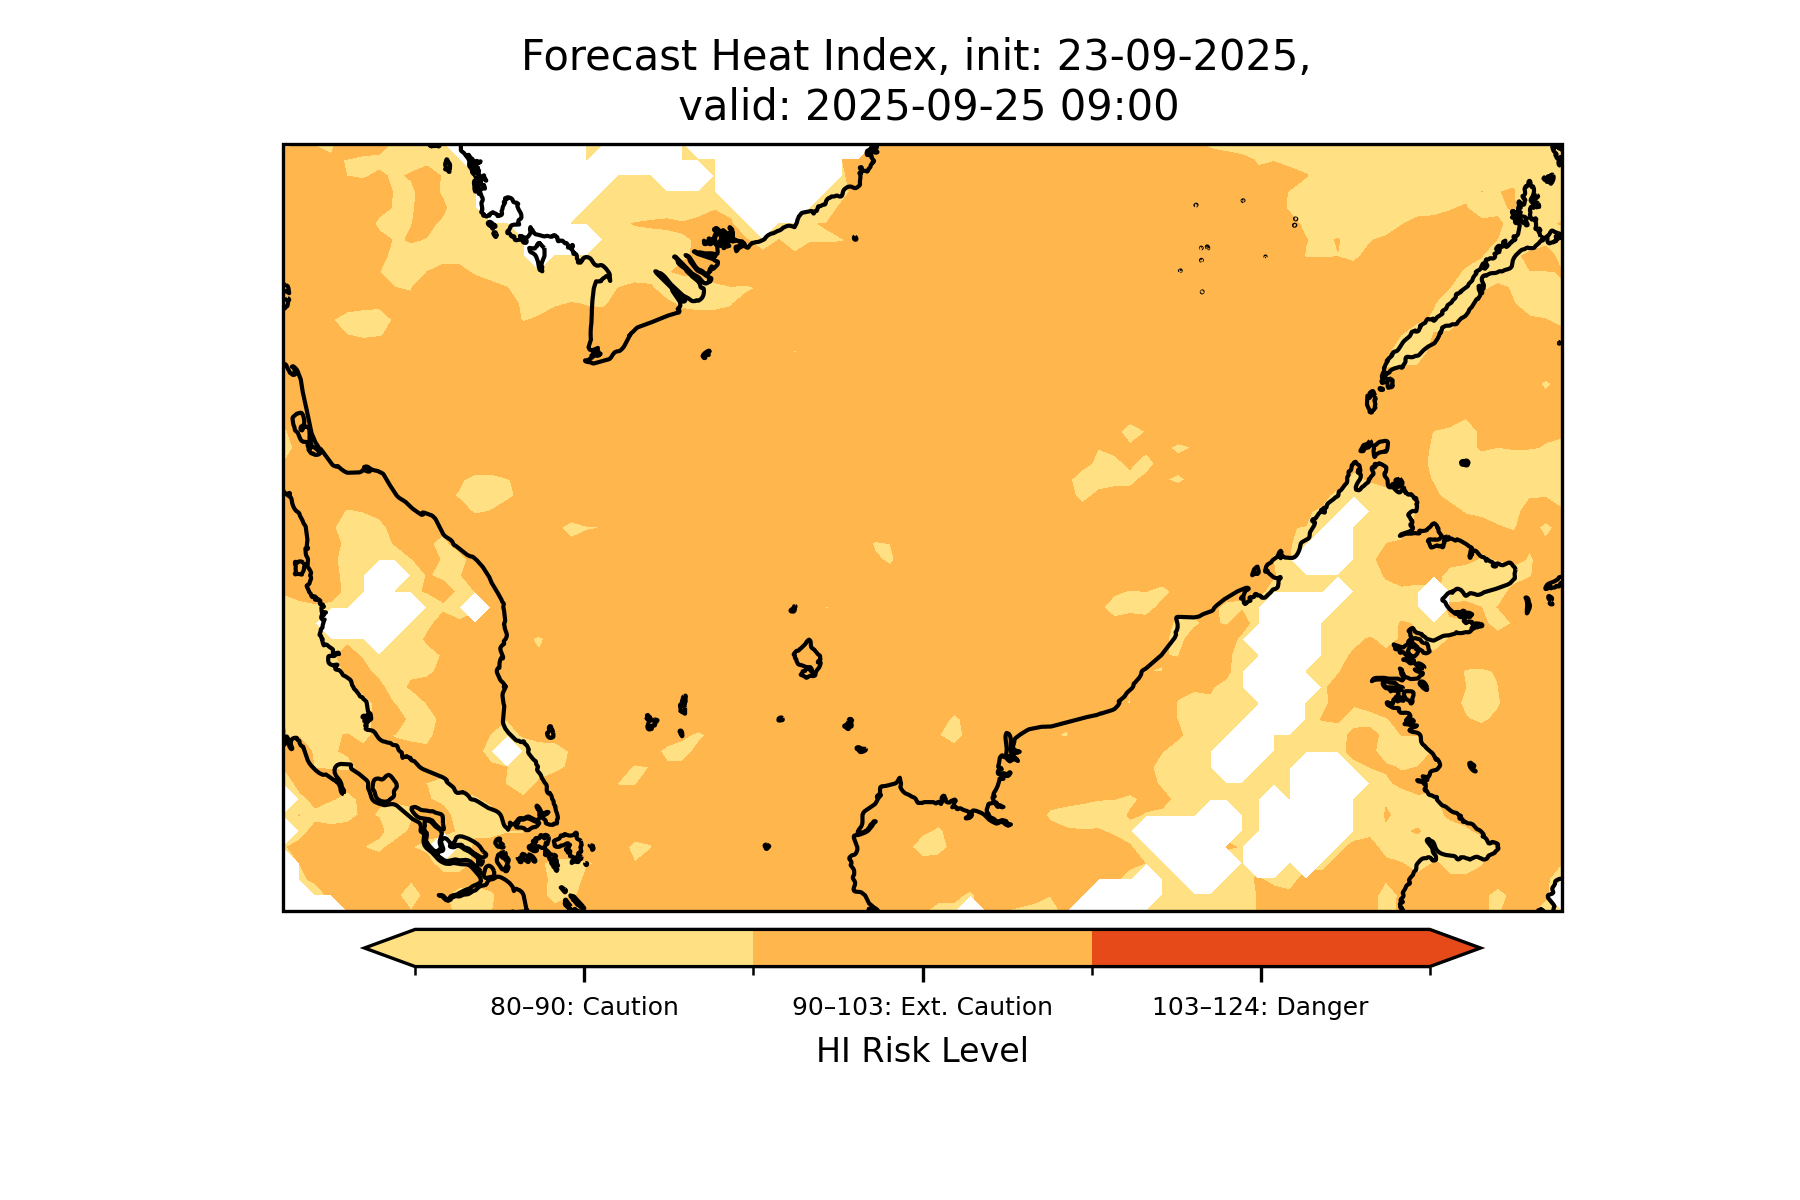 Forecast Heat Index, init: 23-09-2025,
valid: 2025-09-25 09:00
80–90: Caution
90–103: Ext. Caution
103–124: Danger
HI Risk Level